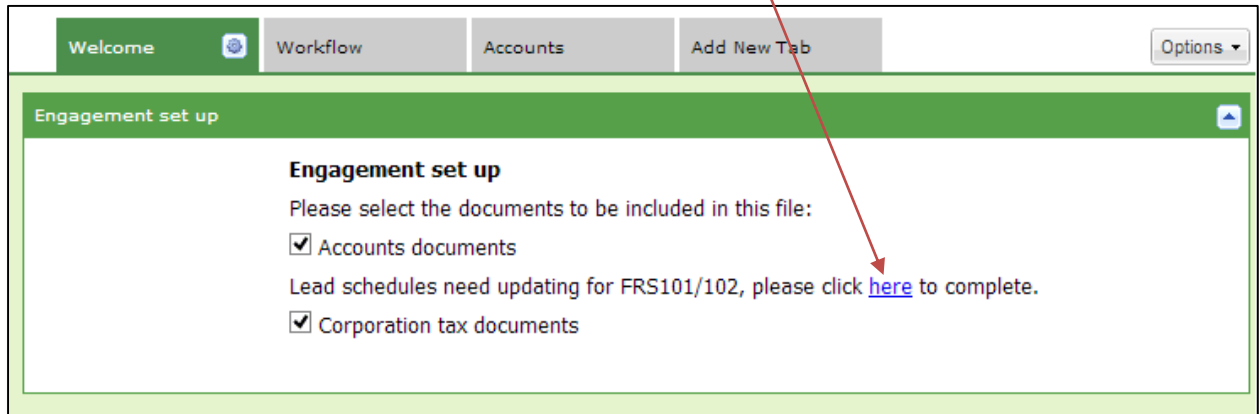 Welcome Workflow Accounts Add New Tab Options
Engagement set up
Engagement set up
Please select the documents to be included in this file:
Accounts documents
Lead schedules need updating for FRS101/102, please click here to complete.
Corporation tax documents